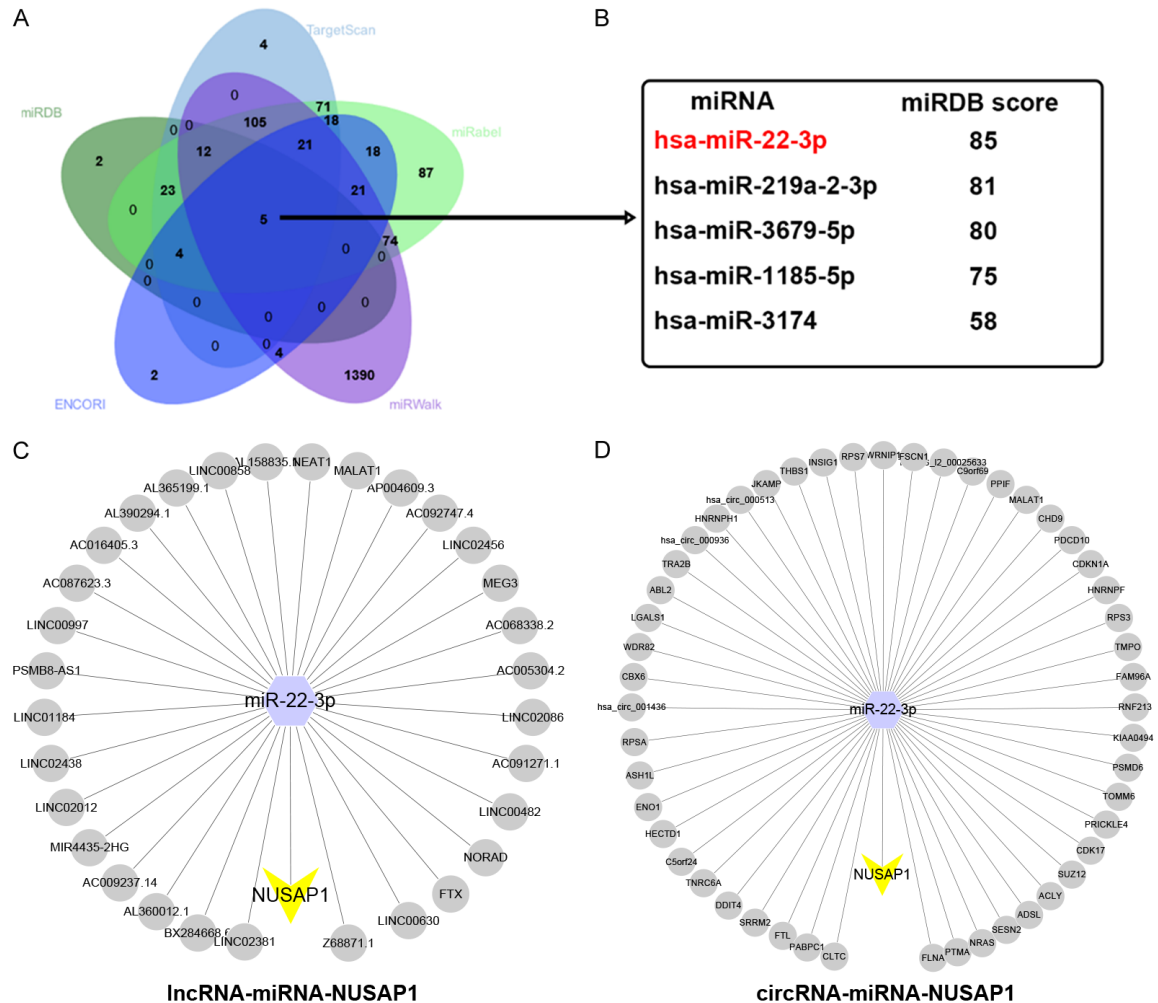 A
TargetScan
4
miRDB
0
71
18
miRabel
0
0
105
2
12
21
18
87
23
21
0
5
74
0
0
4
0
0
0
0
0
0
0
0
0
4
2
1390
ENCORI
miRWalk
B
miRNA miRDB score
hsa-miR-22-3p 85
hsa-miR-219a-2-3p 81
hsa-miR-3679-5p 80
hsa-miR-1185-5p 75
hsa-miR-3174 58
C
AL158835.1
NEAT1
MALAT1
AP004609.3
AC092747.4
LINC02456
MEG3
AC068338.2
AC005304.2
LINC02086
AC091271.1
LINC00482
NORAD
FTX
LINC00630
Z68871.1
NUSAP1
LINC02381
BX284668.6
AL360012.1
AC009237.14
MIR4435-2HG
LINC02012
LINC02438
LINC01184
PSMB8-AS1
LINC00997
AC087623.3
AC016405.3
AL390294.1
AL365199.1
LINC00858
miR-22-3p
lncRNA-miRNA-NUSAP1
D
WRNIP1
FSCN1
I2_00025633
C9orf69
PPIF
MALAT1
CHD9
PDCD10
CDKN1A
HNRNPF
RPS3
TMPO
FAM96A
RNF213
KIAA0494
PSMD6
TOMM6
PRICKLE4
CDK17
SUZ12
ACLY
ADSL
SESN2
NRAS
PTMA
FLNA
NUSAP1
CLTC
PABPC1
FTL
SRRM2
DDIT4
TNRC6A
C5orf24
HECTD1
ENO1
ASH1L
RPSA
hsa_circ_001436
CBX6
WDR82
LGALS1
ABL2
TRA2B
hsa_circ_000936
HNRNPH1
hsa_circ_000513
JKAMP
THBS1
INSIG1
RPS7
miR-22-3p
circRNA-miRNA-NUSAP1